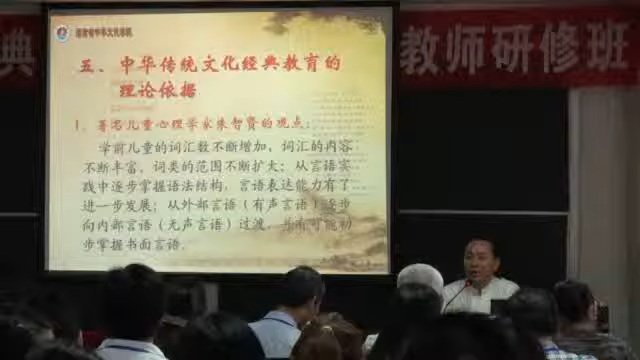 典
教师研修班
五、中华传统文化经典教育的
理论依据
1、著名儿童心理学家朱智贤的观点：
学前儿童的词汇数不断增加，词汇的内容
不断丰富，词类的范围不断扩大；从言语实
践中逐步掌握语法结构，言语表达能力有了
进一步发展；从外部言语（有声言语）逐步
向内部言语（无声言语）过渡，并有可能初
步掌握书面言语。